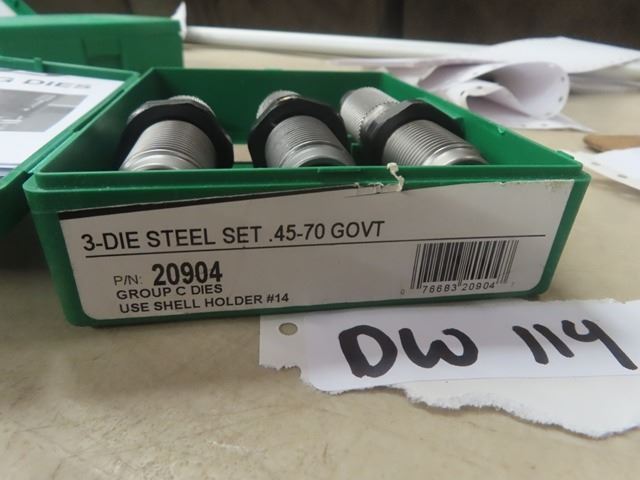 G DIES
3-DIE STEEL SET .45-70 GOVT
P/N: 20904
GROUP C DIES
USE SHELL HOLDER #14
0 76683 20904 7
DW 114